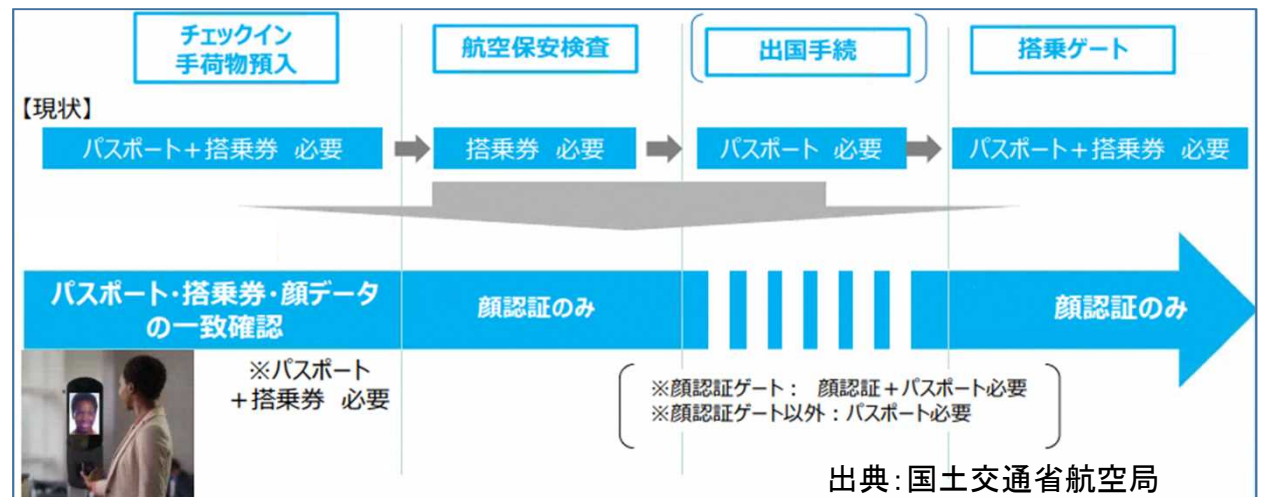 チェックイン
手荷物預入
航空保安検査
出国手続
搭乗ゲート
【現状】
パスポート＋搭乗券 必要
搭乗券 必要
パスポート 必要
パスポート＋搭乗券 必要
パスポート・搭乗券・顔データ
の一致確認
顔認証のみ
顔認証のみ
※パスポート
＋搭乗券 必要
※顔認証ゲート： 顔認証＋パスポート必要
※顔認証ゲート以外：パスポート必要
出典：国土交通省航空局